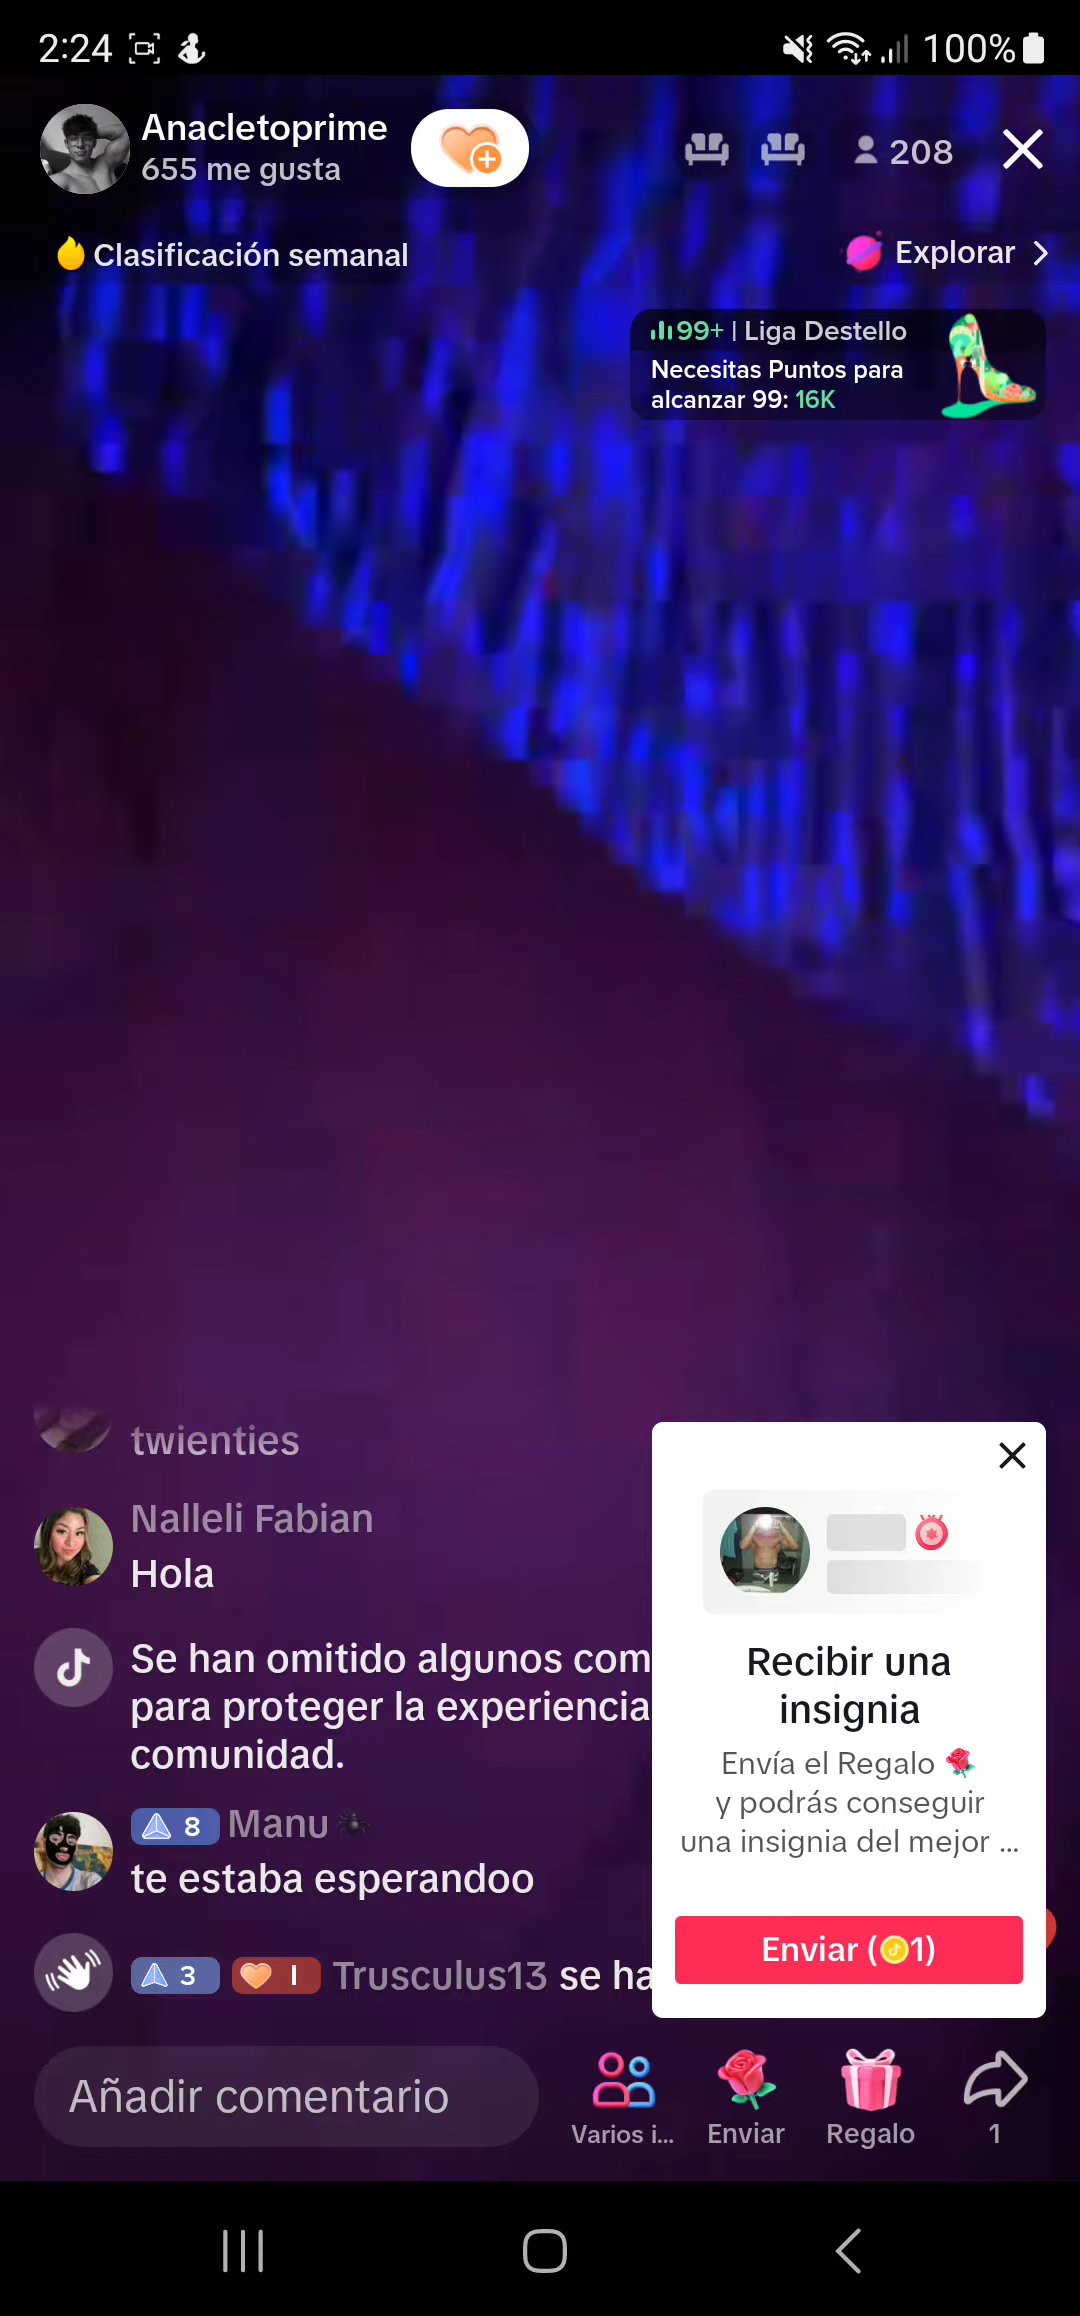 2:24
100%
Anacletoprime
655 me gusta
208
Clasificación semanal
Explorar
99+ | Liga Destello
Necesitas Puntos para
alcanzar 99: 16K
twienties
Nalleli Fabian
Hola
Se han omitido algunos com
para proteger la experiencia
comunidad.
8 Manu
te estaba esperandoo
3 I Trusculus13 se ha
Recibir una
insignia
Envía el Regalo
y podrás conseguir
una insignia del mejor ...
Enviar (1)
Añadir comentario
Varios i...
Enviar
Regalo
1